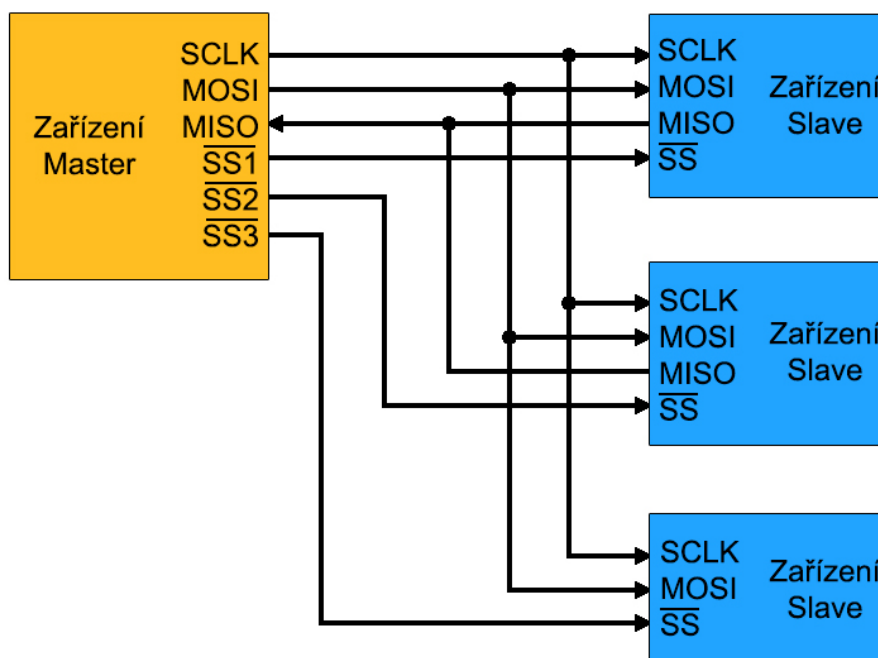 Zařízení
Master
SCLK
MOSI
MISO
SS1
SS2
SS3
SCLK
MOSI
MISO
SS
Zařízení
Slave
SCLK
MOSI
MISO
SS
Zařízení
Slave
SCLK
MOSI
SS
Zařízení
Slave